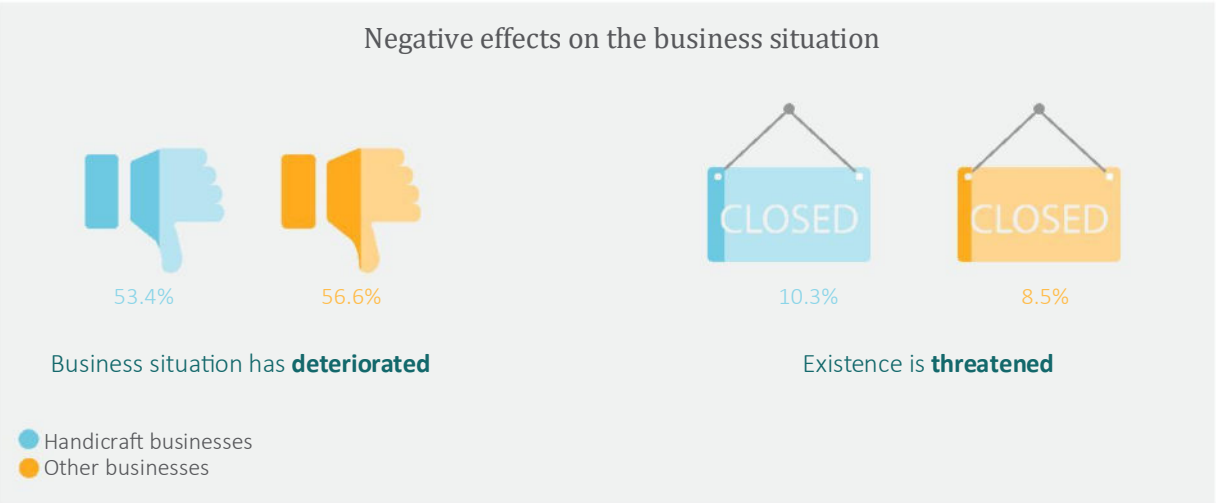 Negative effects on the business situation
CLOSED
CLOSED
53.4%
56.6%
10.3%
8.5%
Business situation has deteriorated
Existence is threatened
Handicraft businesses
Other businesses